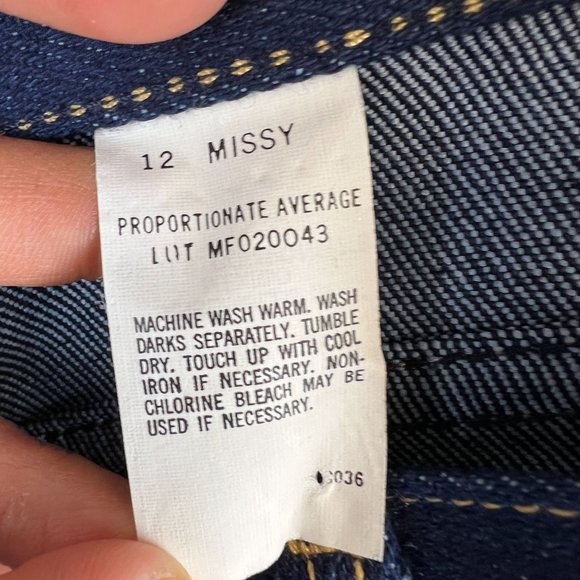 12 MISSY
PROPORTIONATE AVERAGE
LOT MF020043
MACHINE WASH WARM. WASH
DARKS SEPARATELY. TUMBLE
DRY. TOUCH UP WITH COOL
IRON IF NECESSARY. NON-
CHLORINE BLEACH MAY BE
USED IF NECESSARY.